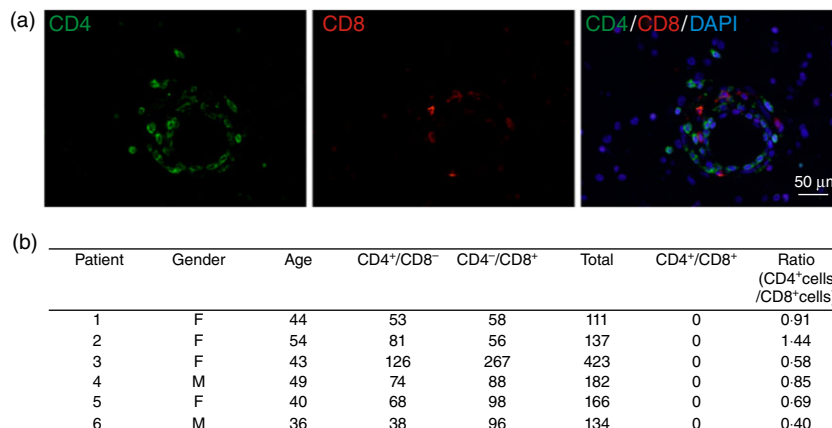 (a) CD4 CD8 CD4/CD8/DAPI
50 μm
(b)
Patient Gender Age CD4⁺/CD8⁻ CD4⁻/CD8⁺ Total CD4⁺/CD8⁺ Ratio
(CD4⁺cells
/CD8⁺cells)
1 F 44 53 58 111 0 0·91
2 F 54 81 56 137 0 1·44
3 F 43 126 267 423 0 0·58
4 M 49 74 88 182 0 0·85
5 F 40 68 98 166 0 0·69
6 M 36 38 96 134 0 0·40